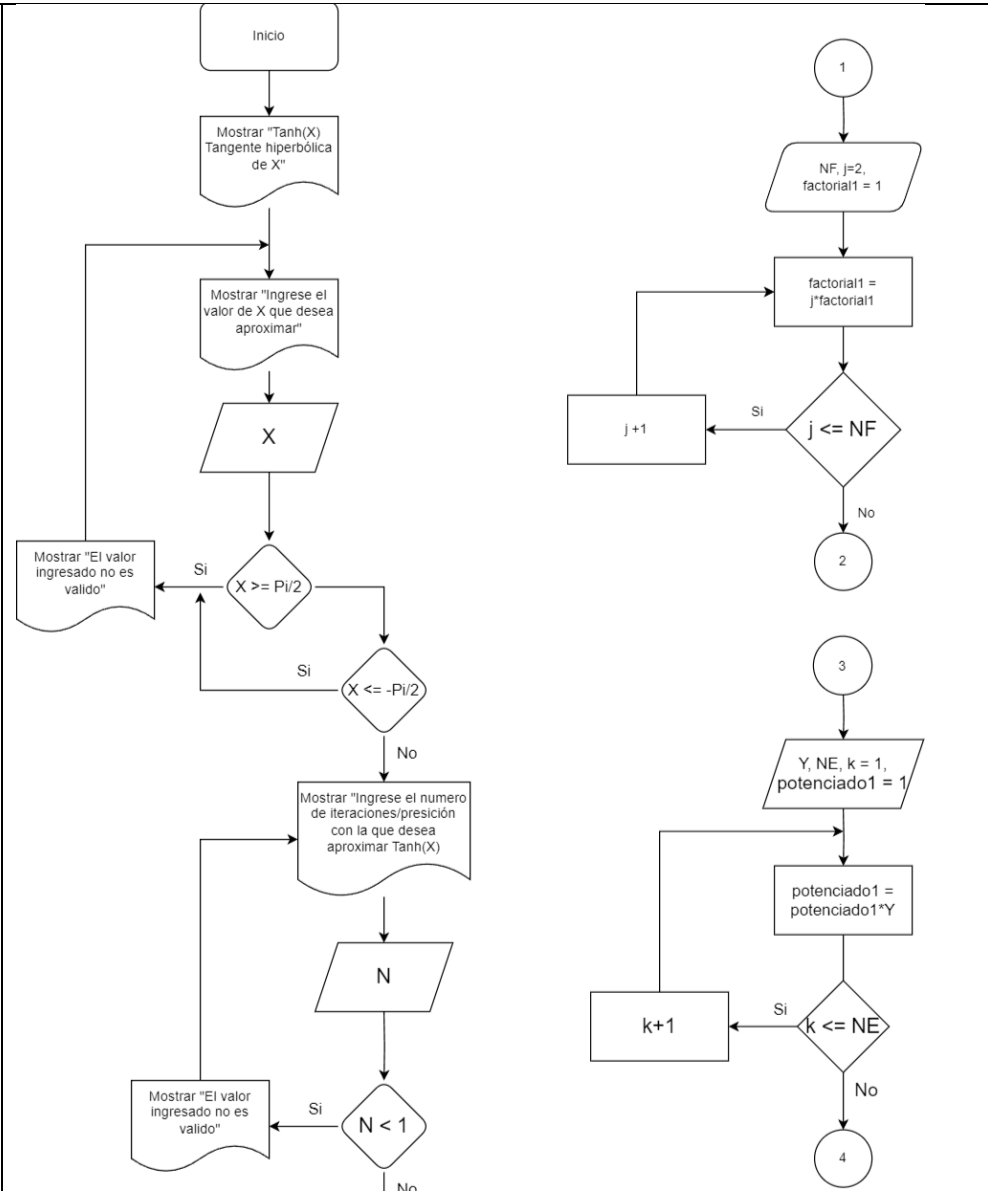 Inicio
Mostrar "Tanh(X)
Tangente hiperbólica
de X"
Mostrar "Ingrese el
valor de X que desea
aproximar"
X
X >= Pi/2
Si
Mostrar "El valor
ingresado no es
valido"
X <= -Pi/2
Si
No
Mostrar "Ingrese el numero
de iteraciones/presición
con la que desea
aproximar Tanh(X)
N
N < 1
Si
Mostrar "El valor
ingresado no es
valido"
No
1
NF, j=2,
factorial1 = 1
factorial1 =
j*factorial1
j <= NF
Si
j +1
No
2
3
Y, NE, k = 1,
potenciado1 = 1
potenciado1 =
potenciado1*Y
k <= NE
Si
k+1
No
4